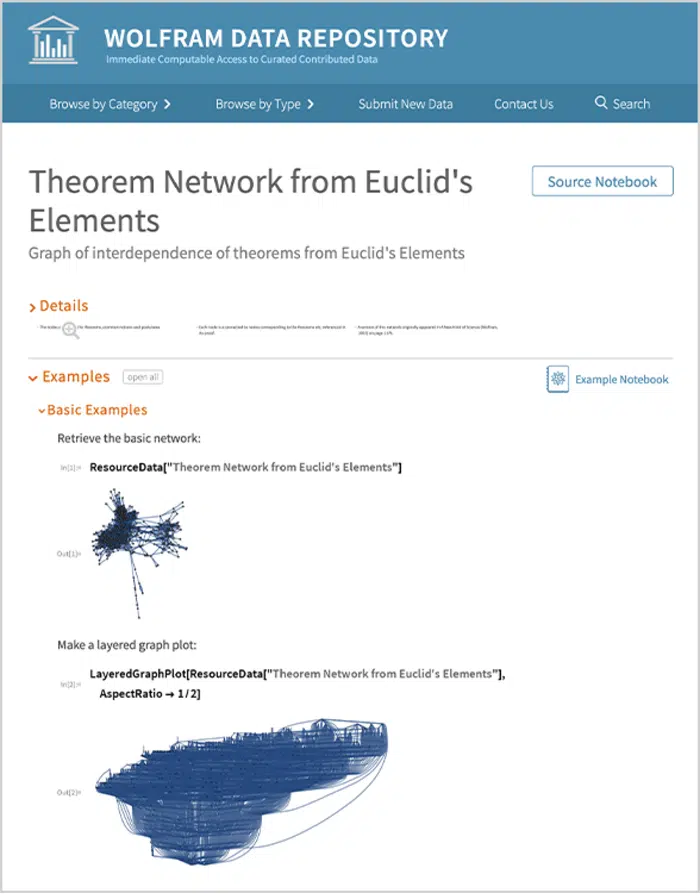 WOLFRAM DATA REPOSITORY
Immediate Computable Access to Curated Contributed Data
Browse by Category
Browse by Type
Submit New Data
Contact Us
Search
Theorem Network from Euclid's
Elements
Source Notebook
Graph of interdependence of theorems from Euclid's Elements
Details
Examples
open all
Example Notebook
Basic Examples
Retrieve the basic network:
In[1]:=
ResourceData["Theorem Network from Euclid's Elements"]
Out[1]=
Make a layered graph plot:
In[2]:=
LayeredGraphPlot[ResourceData["Theorem Network from Euclid's Elements"],
AspectRatio → 1/2]
Out[2]=